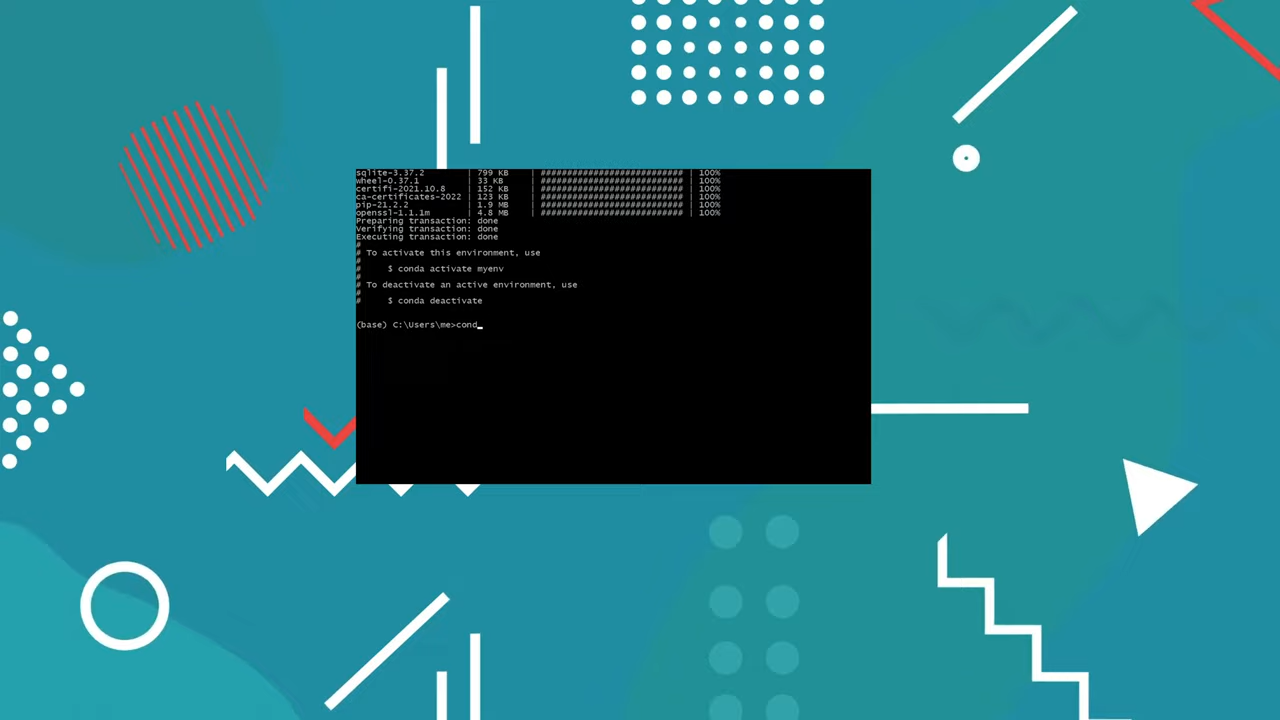 sqlite-3.37.2 | 799 KB | ########################### | 100%
wheel-0.37.1 | 33 KB | ########################### | 100%
certifi-2021.10.8 | 152 KB | ########################### | 100%
ca-certificates-2022 | 123 KB | ########################### | 100%
pip-21.2.2 | 1.9 MB | ########################### | 100%
openssl-1.1.1m | 4.8 MB | ########################### | 100%
Preparing transaction: done
Verifying transaction: done
Executing transaction: done
#
# To activate this environment, use
#
# $ conda activate myenv
#
# To deactivate an active environment, use
#
# $ conda deactivate
(base) C:\Users\me>cond_